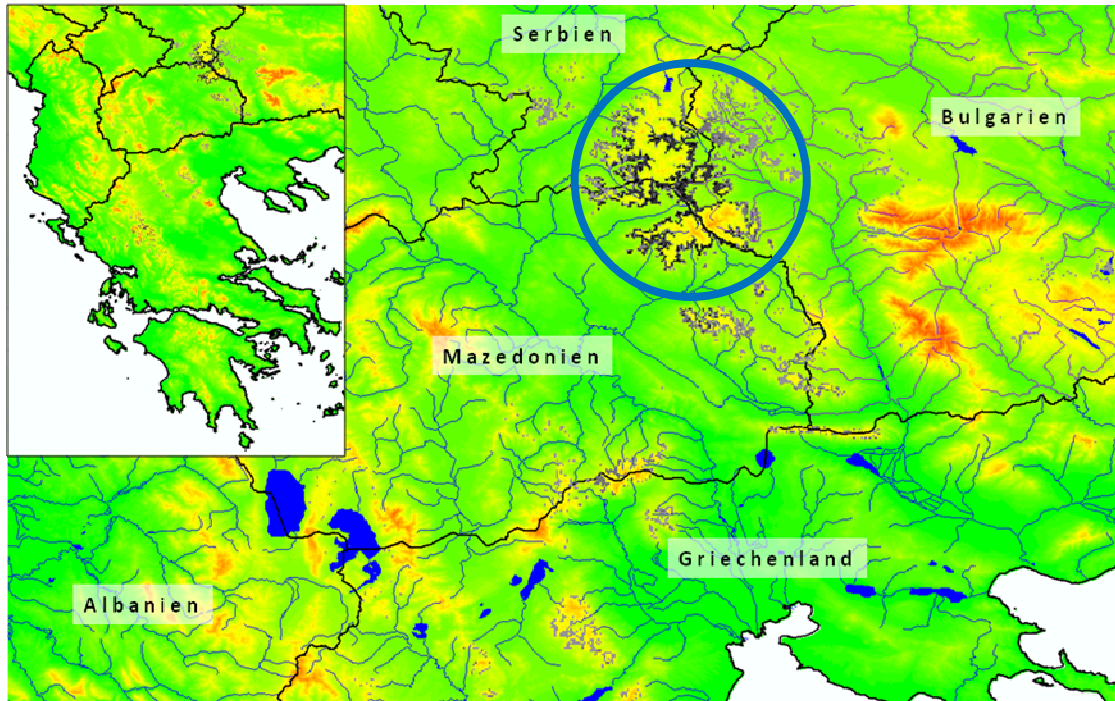 Serbien
Bulgarien
Mazedonien
Griechenland
Albanien